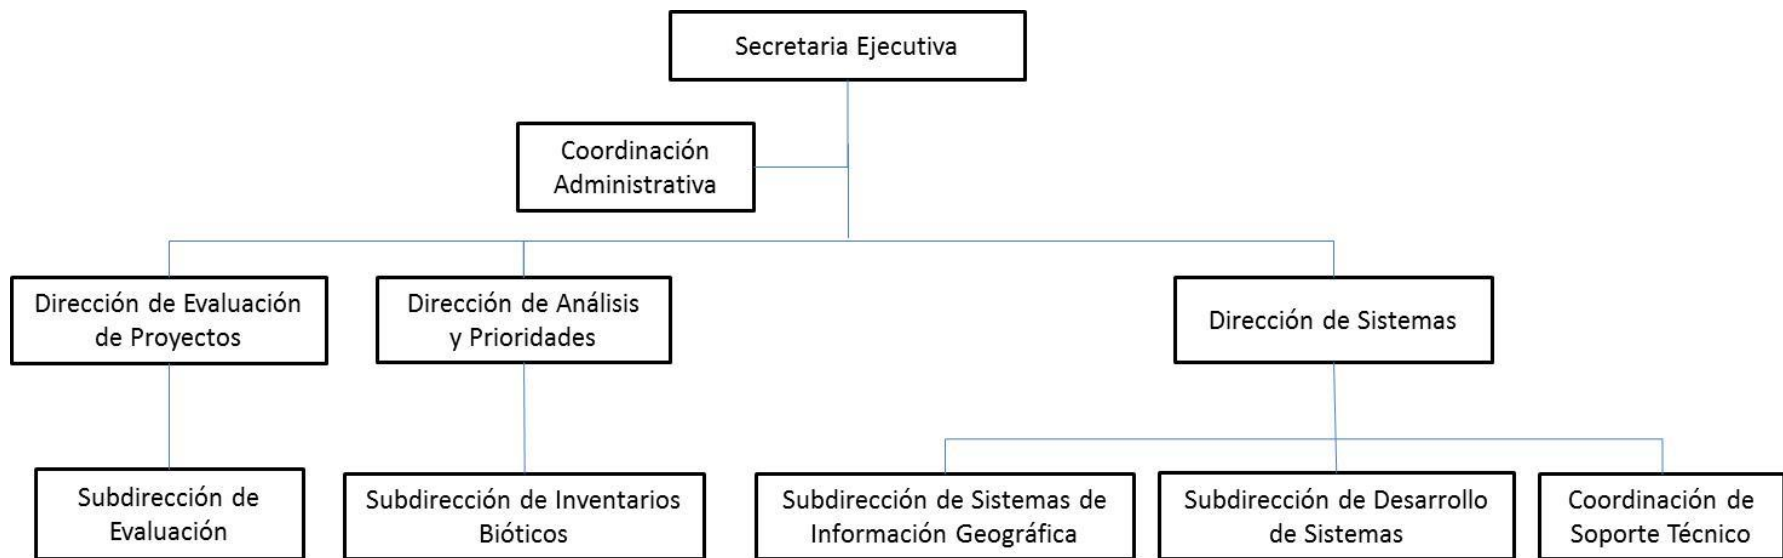 Secretaria Ejecutiva
Coordinación
Administrativa
Dirección de Evaluación
de Proyectos
Dirección de Análisis
y Prioridades
Dirección de Sistemas
Subdirección de
Evaluación
Subdirección de Inventarios
Bióticos
Subdirección de Sistemas de
Información Geográfica
Subdirección de Desarrollo
de Sistemas
Coordinación de
Soporte Técnico